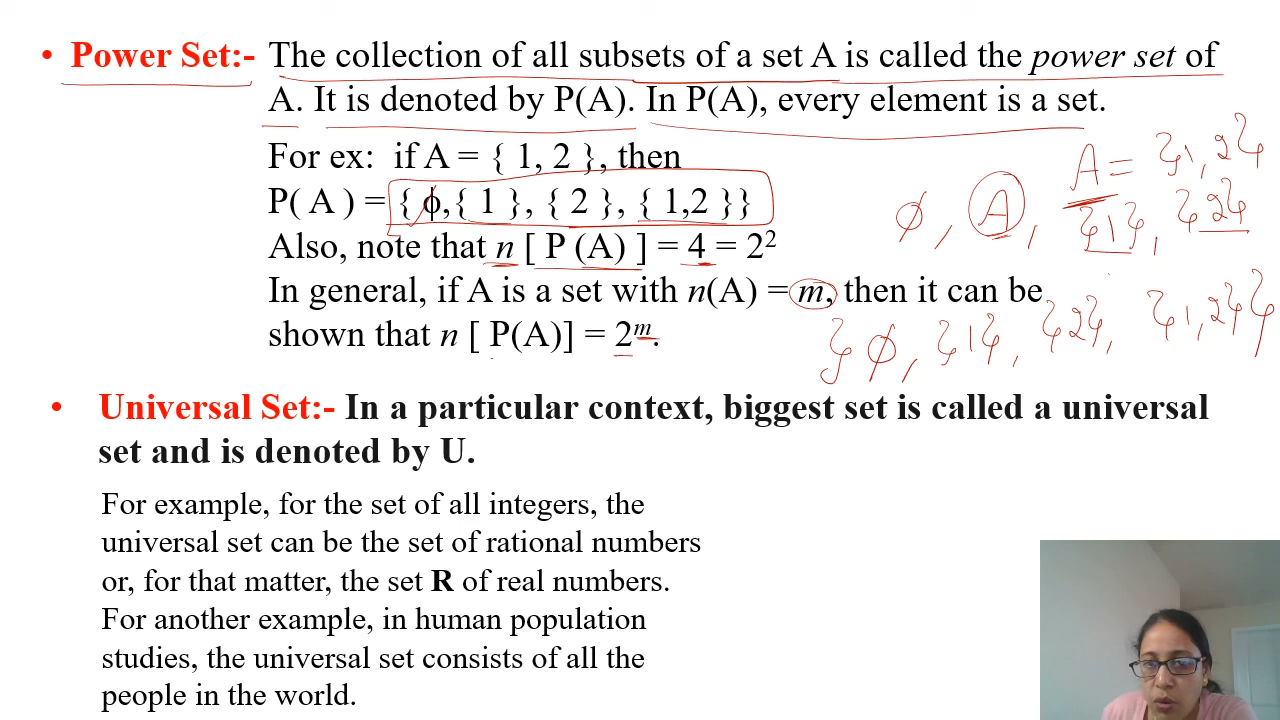 • Power Set:- The collection of all subsets of a set A is called the power set of
A. It is denoted by P(A). In P(A), every element is a set.
For ex: if A = { 1, 2 }, then
P( A ) = { ϕ,{ 1 }, { 2 }, { 1,2 }}
Also, note that n [ P (A) ] = 4 = 2²
In general, if A is a set with n(A) = m, then it can be
shown that n [ P(A)] = 2ᵐ.
A = {1, 2}
ϕ, A, {1}, {2}
{ ϕ, {1}, {2}, {1, 2} }
• Universal Set:- In a particular context, biggest set is called a universal
set and is denoted by U.
For example, for the set of all integers, the
universal set can be the set of rational numbers
or, for that matter, the set R of real numbers.
For another example, in human population
studies, the universal set consists of all the
people in the world.